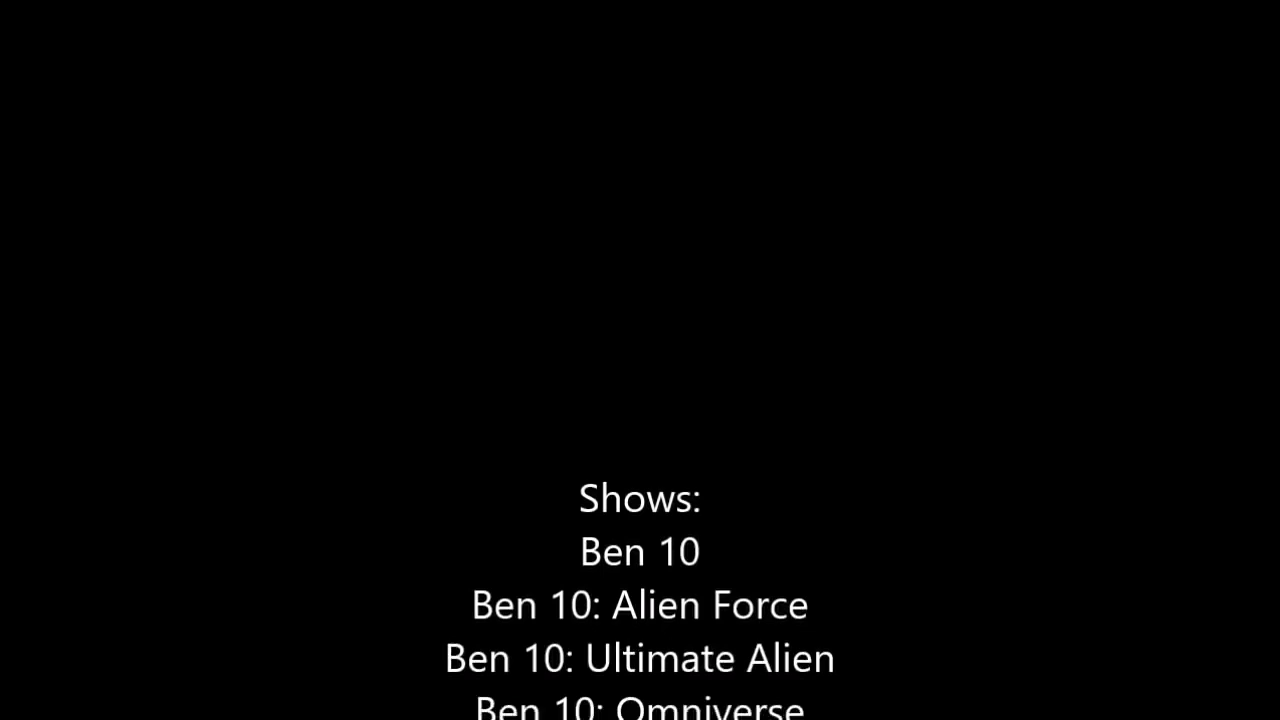 Shows:
Ben 10
Ben 10: Alien Force
Ben 10: Ultimate Alien
Ben 10: Omniverse